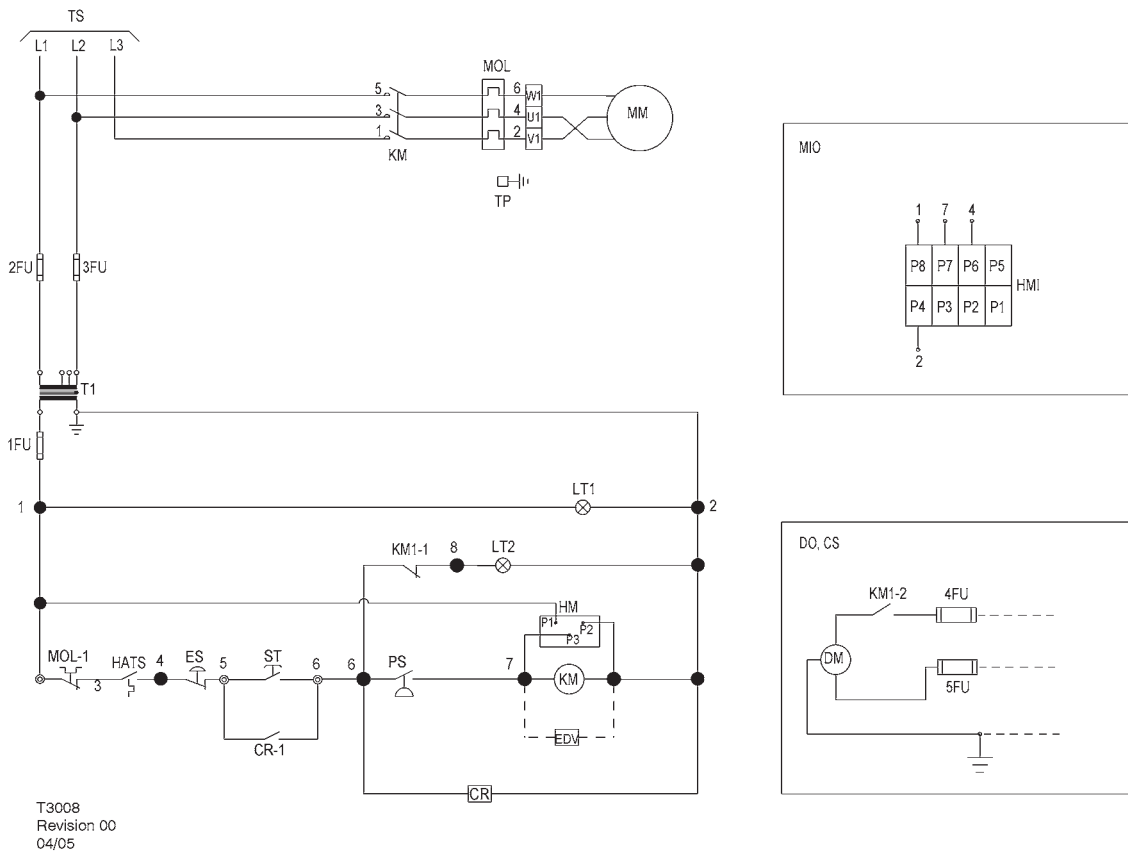 TS
L1 L2 L3
MOL
5 6 W1
3 4 U1 MM
1 2 V1
KM
TP
2FU 3FU
T1
1FU
1 LT1 2
KM1-1 8 LT2
HM
P1 P2
P3
MOL-1 3 HATS 4 ES 5 ST 6 6 PS 7 KM
CR-1
EDV
CR
T3008
Revision 00
04/05
MIO
1 7 4
P8 P7 P6 P5
HMI
P4 P3 P2 P1
2
DO, CS
KM1-2 4FU
DM
5FU